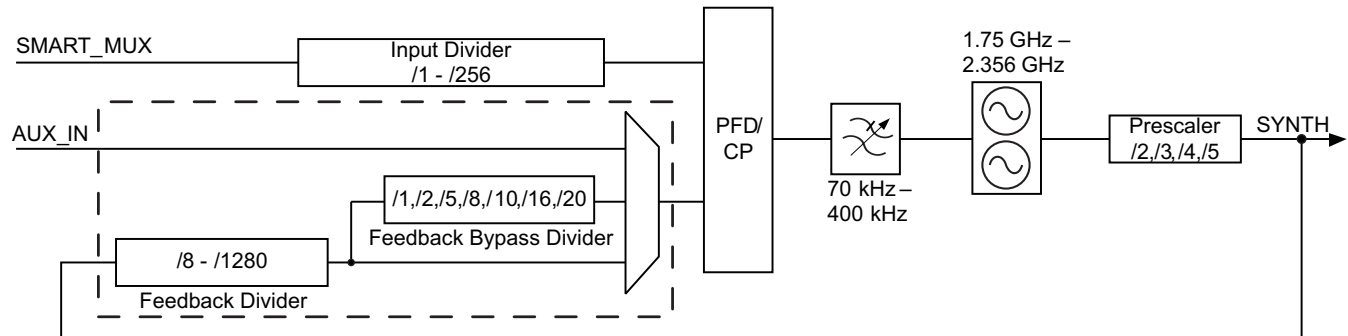 SMART_MUX
Input Divider
/1 - /256
AUX_IN
/1,/2,/5,/8,/10,/16,/20
Feedback Bypass Divider
/8 - /1280
Feedback Divider
PFD/
CP
70 kHz –
400 kHz
1.75 GHz –
2.356 GHz
Prescaler
/2,/3,/4,/5
SYNTH